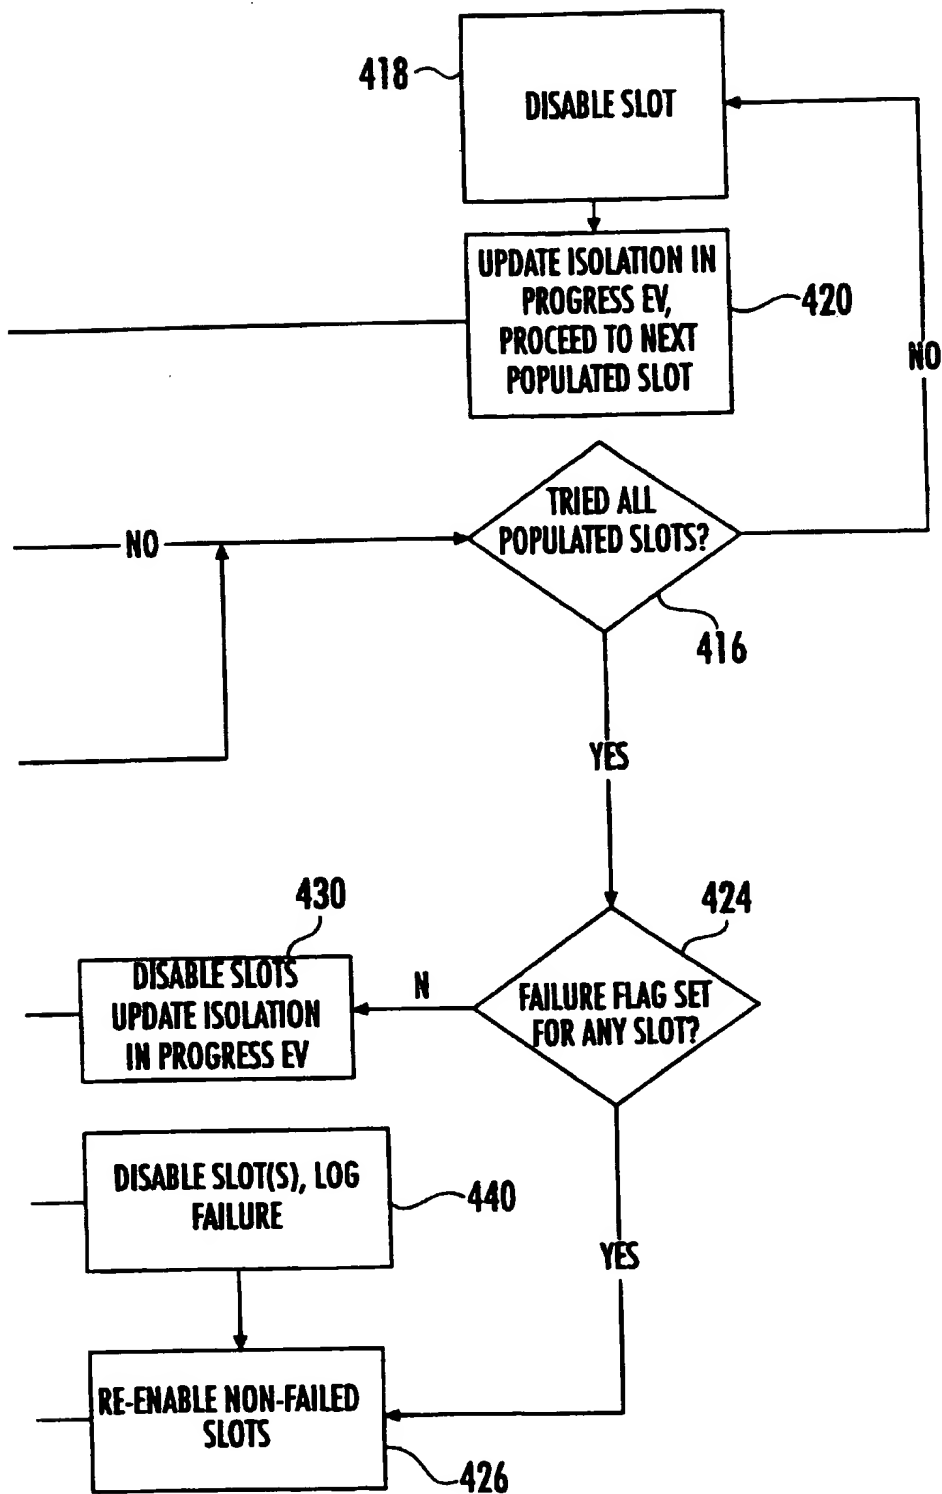 418
DISABLE SLOT
UPDATE ISOLATION IN
PROGRESS EV,
PROCEED TO NEXT
POPULATED SLOT
420
NO
TRIED ALL
POPULATED SLOTS?
NO
416
YES
430
424
DISABLE SLOTS
UPDATE ISOLATION
IN PROGRESS EV
N
FAILURE FLAG SET
FOR ANY SLOT?
DISABLE SLOT(S), LOG
FAILURE
440
YES
RE-ENABLE NON-FAILED
SLOTS
426